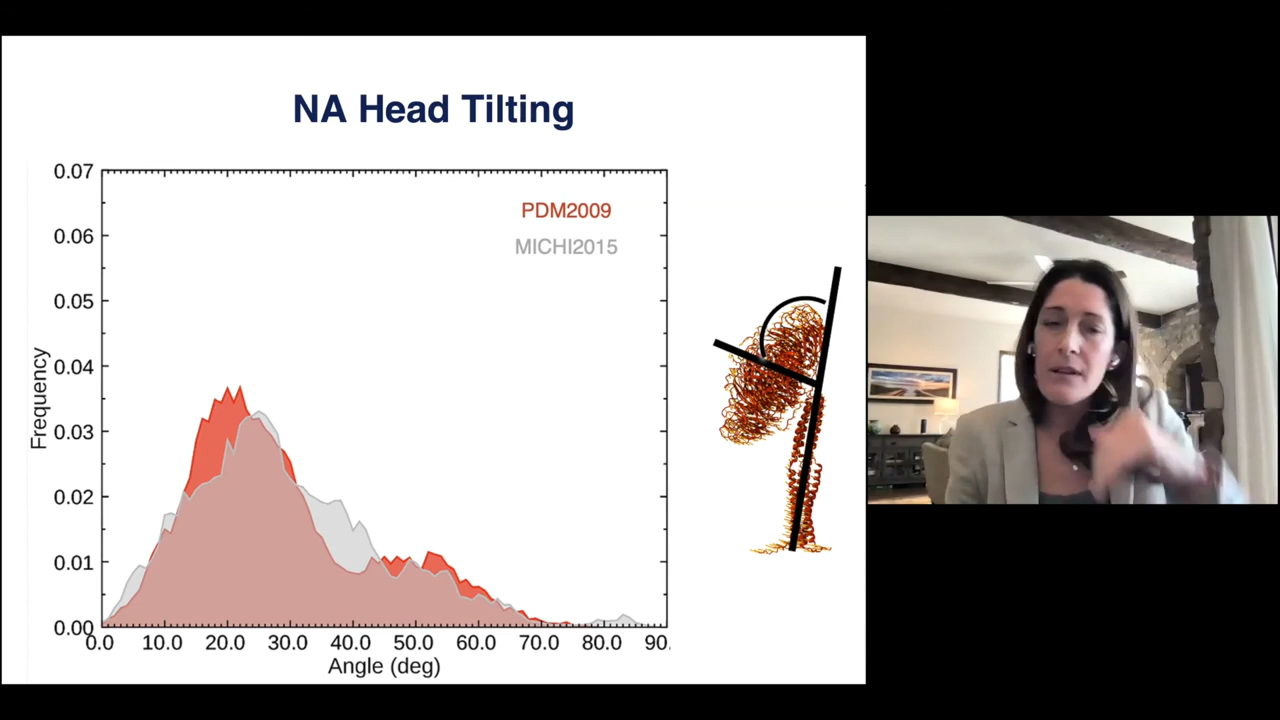 NA Head Tilting
0.07
0.06
0.05
0.04
0.03
0.02
0.01
0.00
Frequency
PDM2009
MICHI2015
0.0 10.0 20.0 30.0 40.0 50.0 60.0 70.0 80.0 90.
Angle (deg)